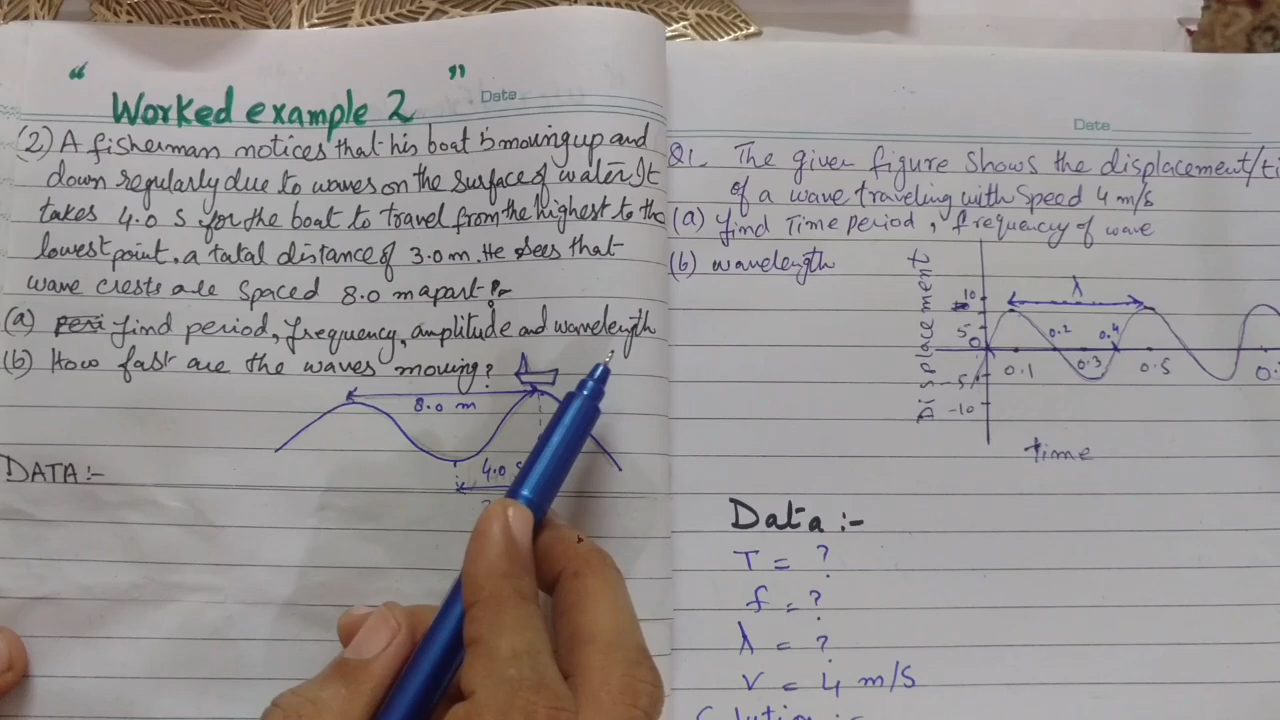 “ Worked example 2 ”
Date
(2) A fisherman notices that his boat is moving up and
down regularly due to waves on the surface of water It
takes 4.0 s for the boat to travel from the highest to the
lowest point, a total distance of 3.0 m. He sees that
wave crests are spaced 8.0 m apart ?
(a) find period, frequency, amplitude and wavelength
(b) How fast are the waves moving?
λ
8.0 m
4.0 s
DATA:-
Date
Q1. The given figure shows the displacement/ti
of a wave traveling with speed 4 m/s
(a) find Time period, frequency of wave
(b) wavelength
Displacement
10
5
0
-5
-10
λ
0.1
0.2
0.3
0.4
0.5
time
Data :-
T = ?
f = ?
λ = ?
v = 4 m/s